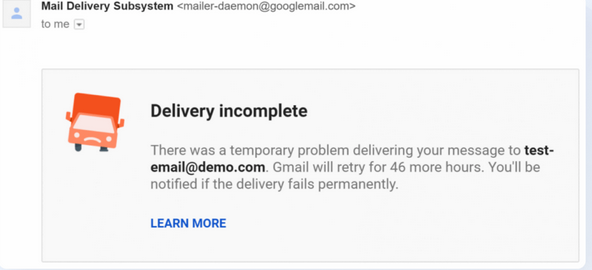 Mail Delivery Subsystem <mailer-daemon@googlemail.com>
to me
Delivery incomplete
There was a temporary problem delivering your message to test-
email@demo.com. Gmail will retry for 46 more hours. You'll be
notified if the delivery fails permanently.
LEARN MORE